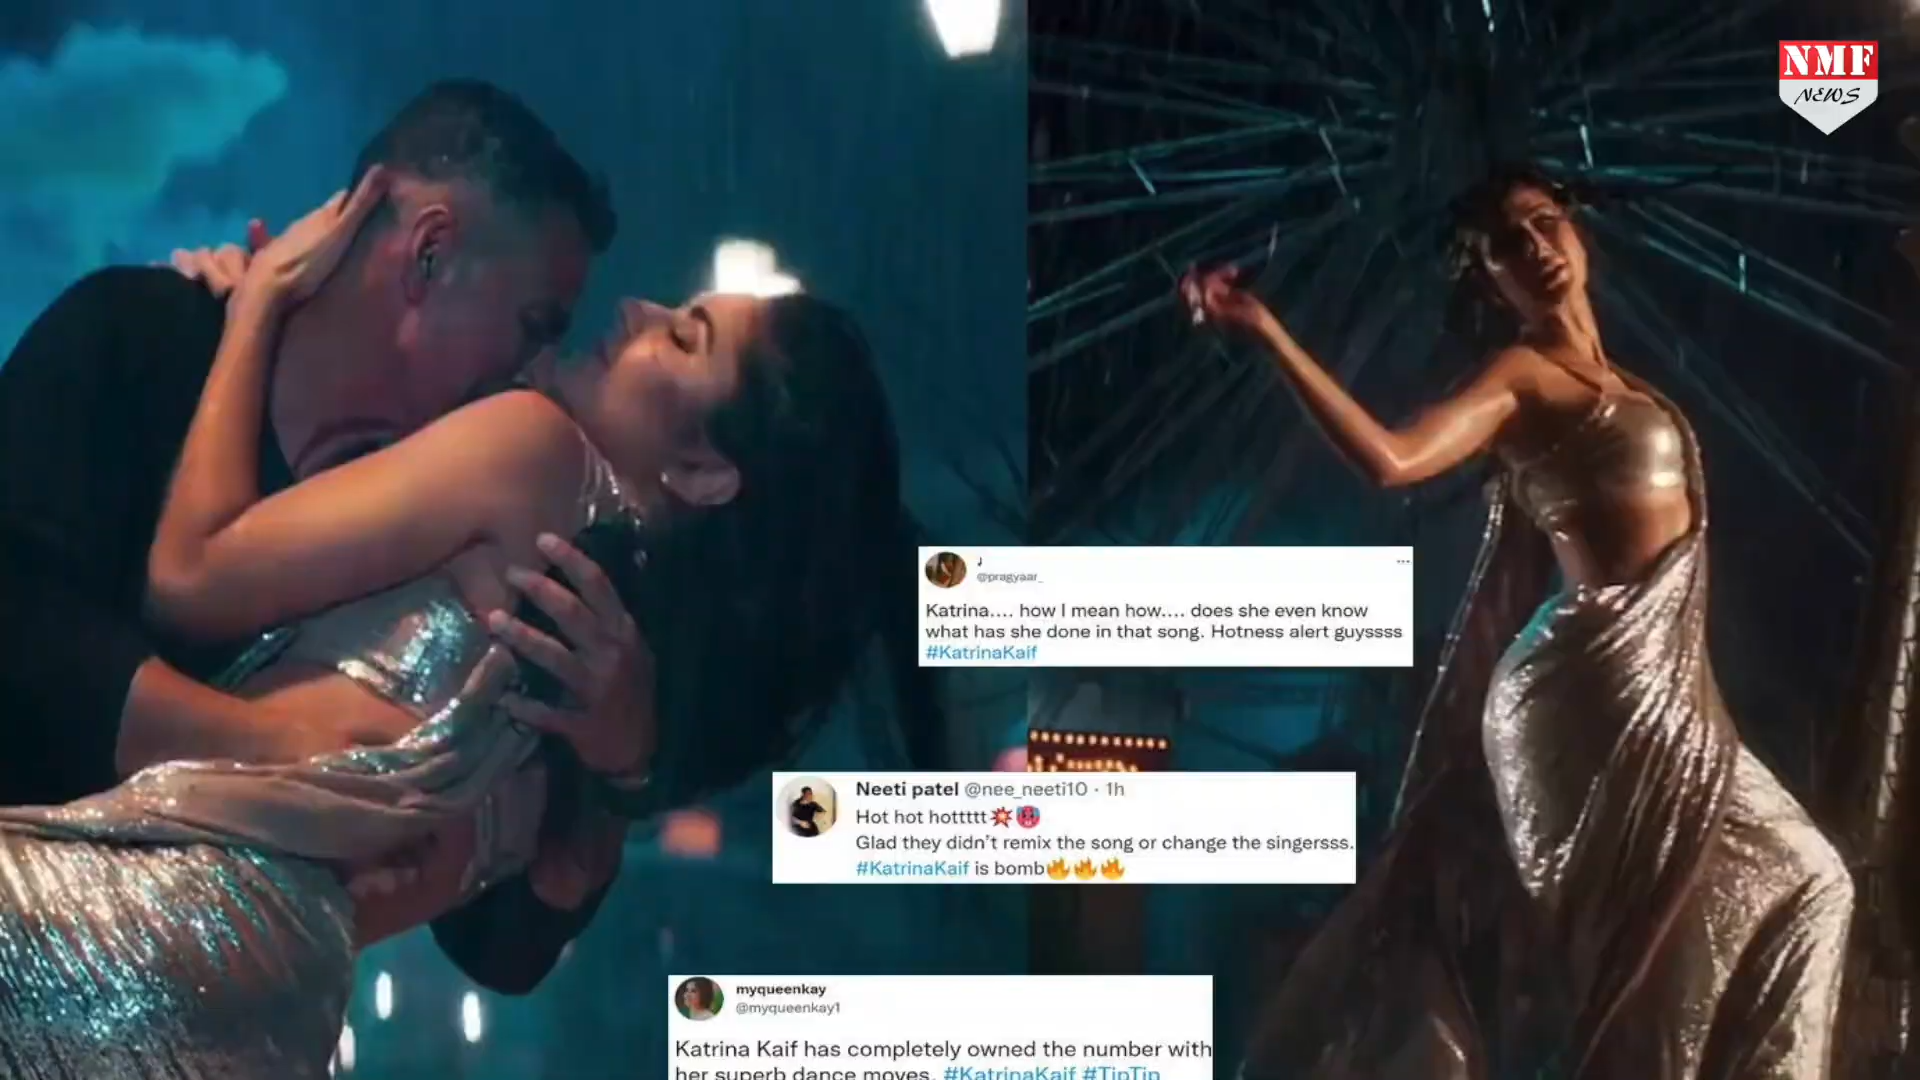 NMF
NEWS
J
@pragyaar_
Katrina.... how I mean how.... does she even know
what has she done in that song. Hotness alert guyssss
#KatrinaKaif
Neeti patel @nee_neeti10 · 1h
Hot hot hottttt💥🥵
Glad they didn't remix the song or change the singersss.
#KatrinaKaif is bomb🔥🔥🔥
myqueenkay
@myqueenkay1
Katrina Kaif has completely owned the number with
her superb dance moves. #KatrinaKaif #TipTip